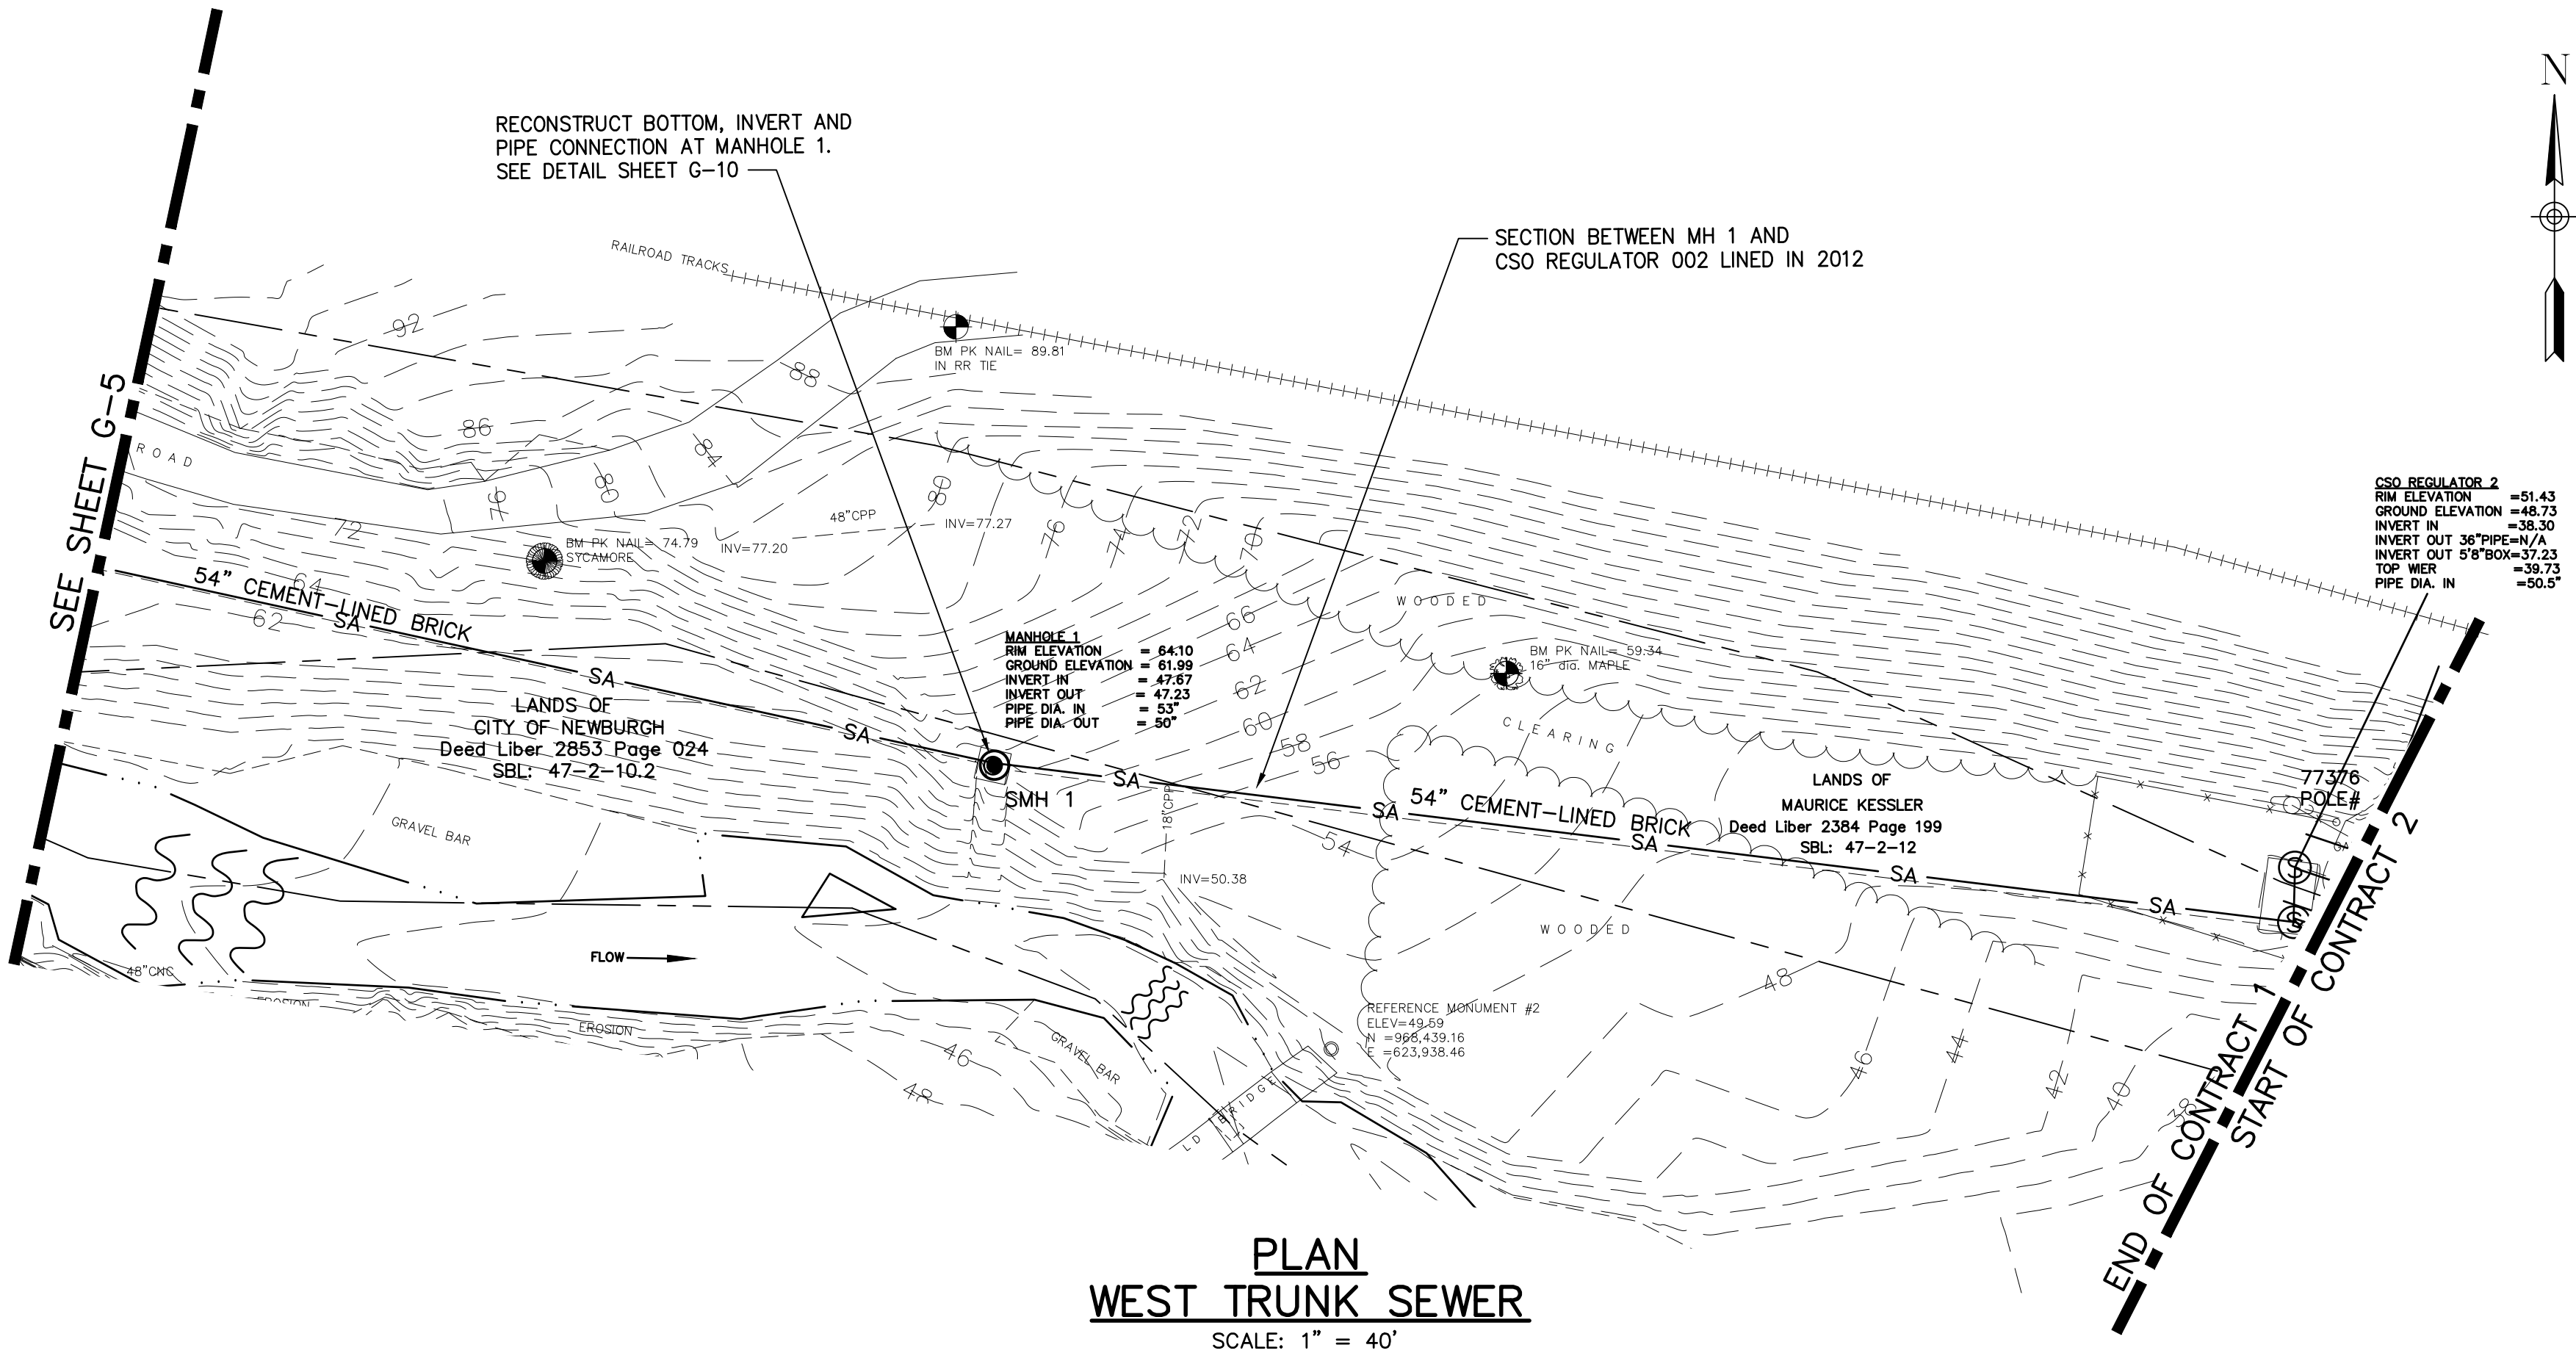 N
RECONSTRUCT BOTTOM, INVERT AND
PIPE CONNECTION AT MANHOLE 1.
SEE DETAIL SHEET G-10
SECTION BETWEEN MH 1 AND
CSO REGULATOR 002 LINED IN 2012
RAILROAD TRACKS
BM PK NAIL= 89.81
IN RR TIE
92
88
86
84
80
76
ROAD
72
80
76
74
72
70
48"CPP
INV=77.27
INV=77.20
BM PK NAIL= 74.79
SYCAMORE
SEE SHEET G-5
CSO REGULATOR 2
RIM ELEVATION =51.43
GROUND ELEVATION =48.73
INVERT IN =38.30
INVERT OUT 36"PIPE=N/A
INVERT OUT 5'8"BOX=37.23
TOP WIER =39.73
PIPE DIA. IN =50.5"
64
62
54" CEMENT-LINED BRICK
SA
SA
SA
MANHOLE 1
RIM ELEVATION = 64.10
GROUND ELEVATION = 61.99
INVERT IN = 47.67
INVERT OUT = 47.23
PIPE DIA. IN = 53"
PIPE DIA. OUT = 50"
66
64
62
60
58
56
WOODED
BM PK NAIL= 59.34
16" dia. MAPLE
CLEARING
LANDS OF
CITY OF NEWBURGH
Deed Liber 2853 Page 024
SBL: 47-2-10.2
SMH 1
SA
18"CPP
SA
54" CEMENT-LINED BRICK
SA
SA
SA
LANDS OF
MAURICE KESSLER
Deed Liber 2384 Page 199
SBL: 47-2-12
77376
POLE#
S
S
GRAVEL BAR
54
INV=50.38
WOODED
FLOW
48"CNC
EROSION
EROSION
48
REFERENCE MONUMENT #2
ELEV=49.59
N =968,439.16
E =623,938.46
46
48
GRAVEL BAR
LD BRIDGE
46
44
42
40
38
END OF CONTRACT 1
START OF CONTRACT 2
PLAN
WEST TRUNK SEWER
SCALE: 1" = 40'